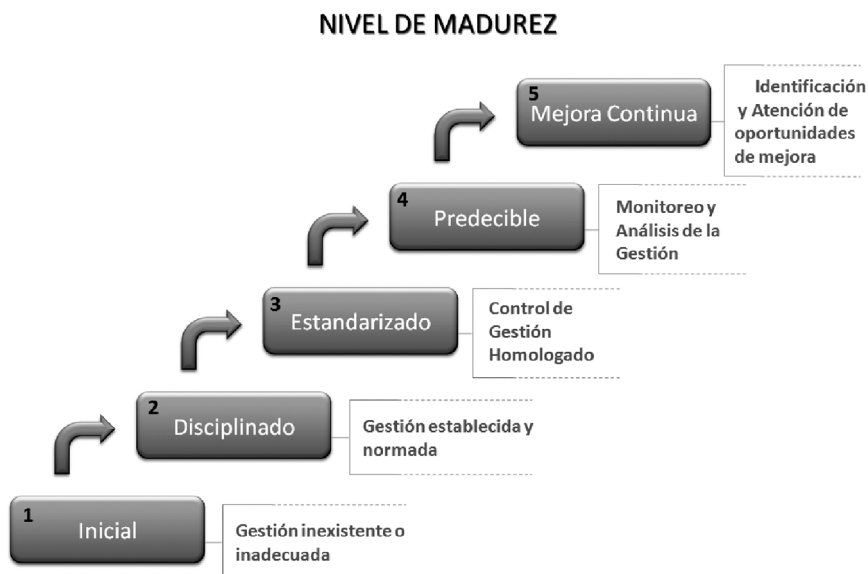 NIVEL DE MADUREZ
5
Mejora Continua
Identificación
y Atención de
oportunidades
de mejora
4
Predecible
Monitoreo y
Análisis de la
Gestión
3
Estandarizado
Control de
Gestión
Homologado
2
Disciplinado
Gestión establecida y
normada
1
Inicial
Gestión inexistente o
inadecuada